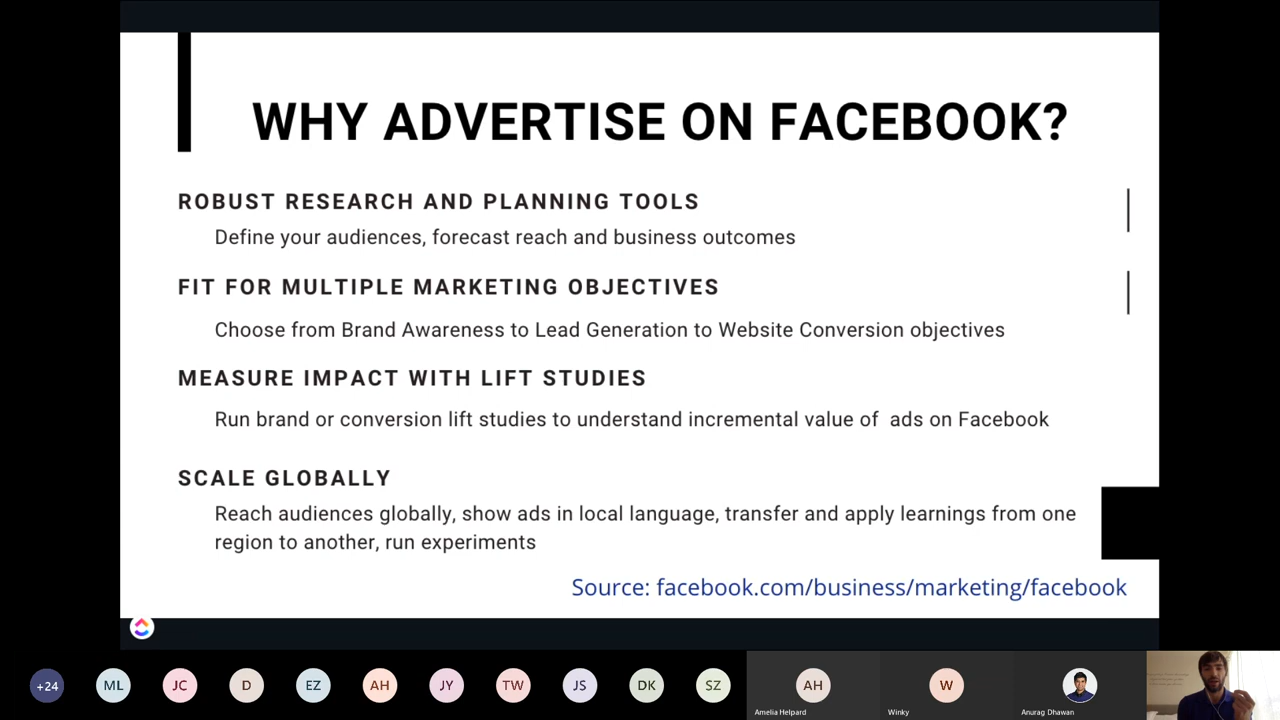 WHY ADVERTISE ON FACEBOOK?
ROBUST RESEARCH AND PLANNING TOOLS
Define your audiences, forecast reach and business outcomes
FIT FOR MULTIPLE MARKETING OBJECTIVES
Choose from Brand Awareness to Lead Generation to Website Conversion objectives
MEASURE IMPACT WITH LIFT STUDIES
Run brand or conversion lift studies to understand incremental value of ads on Facebook
SCALE GLOBALLY
Reach audiences globally, show ads in local language, transfer and apply learnings from one
region to another, run experiments
Source: facebook.com/business/marketing/facebook
+24 ML JC D EZ AH JY TW JS DK SZ AH W
Amelia Helpard Winky Anurag Dhawan